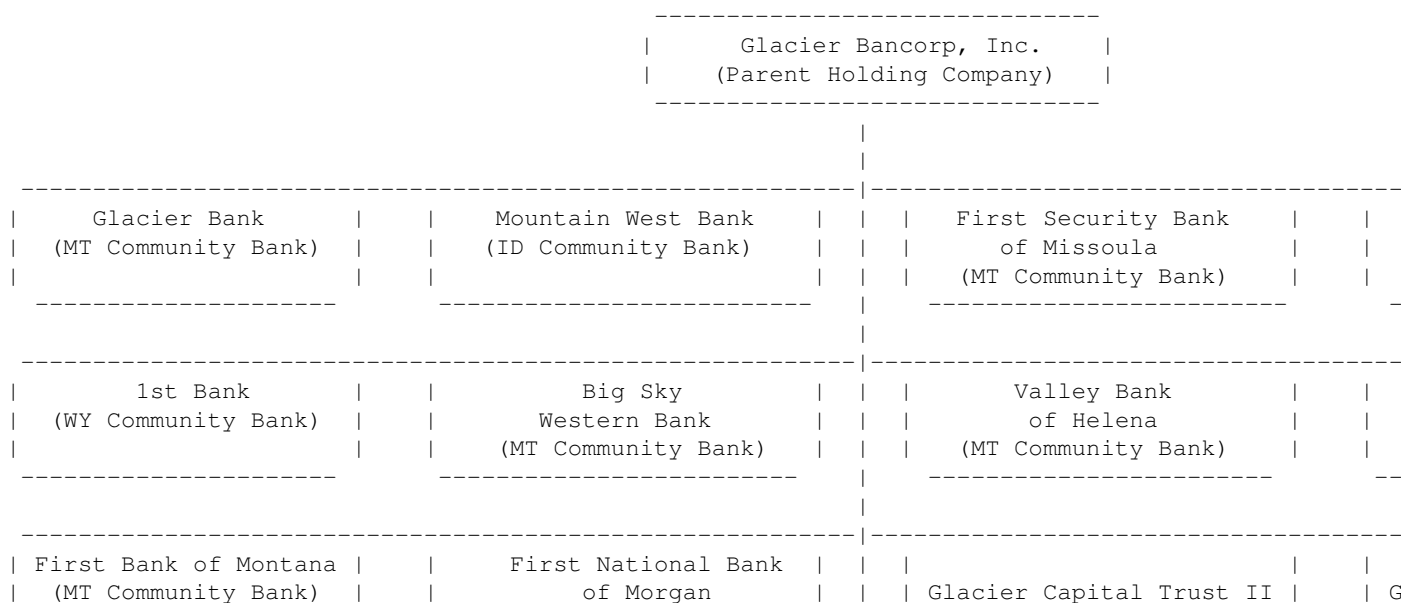 Glacier Bancorp, Inc.
(Parent Holding Company)
Glacier Bank Mountain West Bank First Security Bank
(MT Community Bank) (ID Community Bank) of Missoula
(MT Community Bank)
1st Bank Big Sky Valley Bank
(WY Community Bank) Western Bank of Helena
(MT Community Bank) (MT Community Bank)
First Bank of Montana First National Bank
(MT Community Bank) of Morgan Glacier Capital Trust II G